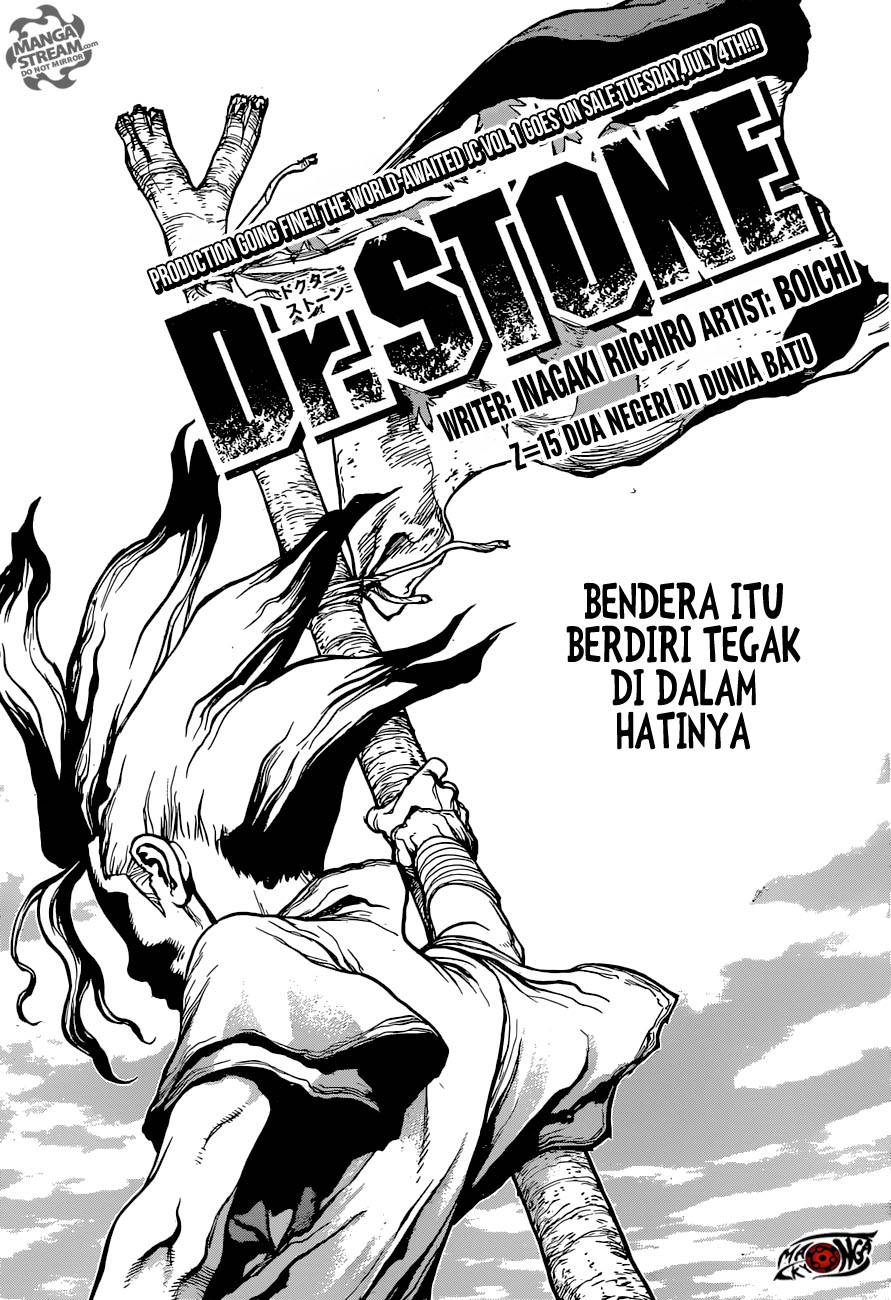 MANGA
STREAM.com
DO NOT MIRROR
PRODUCTION GOING FINE!! THE WORLD-AWAITED JC VOL 1 GOES ON SALE TUESDAY, JULY 4TH!!!
ドクター
ストーン
Dr.STONE
WRITER: INAGAKI RIICHIRO ARTIST: BOICHI
Z=15 DUA NEGERI DI DUNIA BATU
BENDERA ITU
BERDIRI TEGAK
DI DALAM
HATINYA